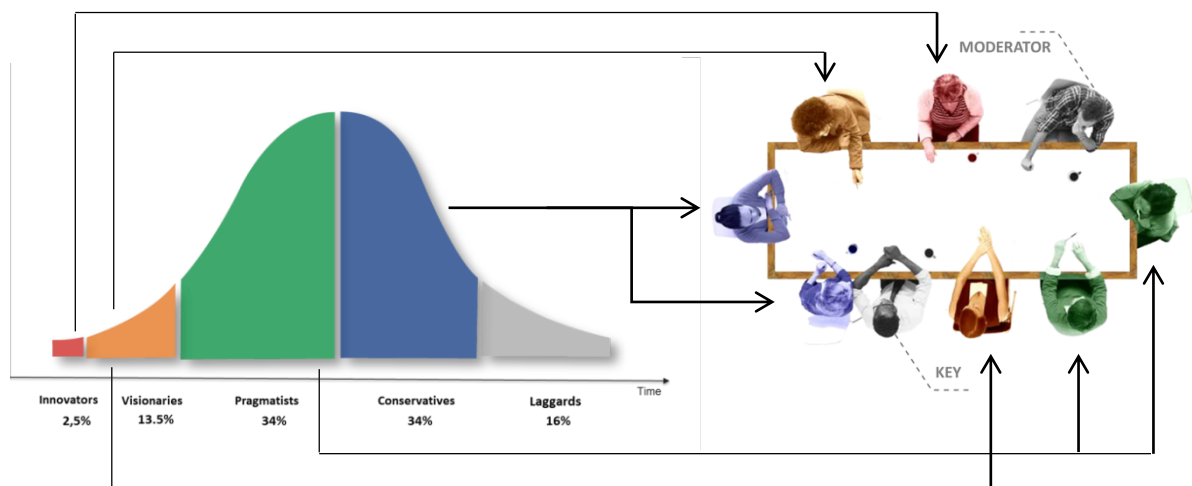 MODERATOR
KEY
Time
Innovators
2,5%
Visionaries
13.5%
Pragmatists
34%
Conservatives
34%
Laggards
16%